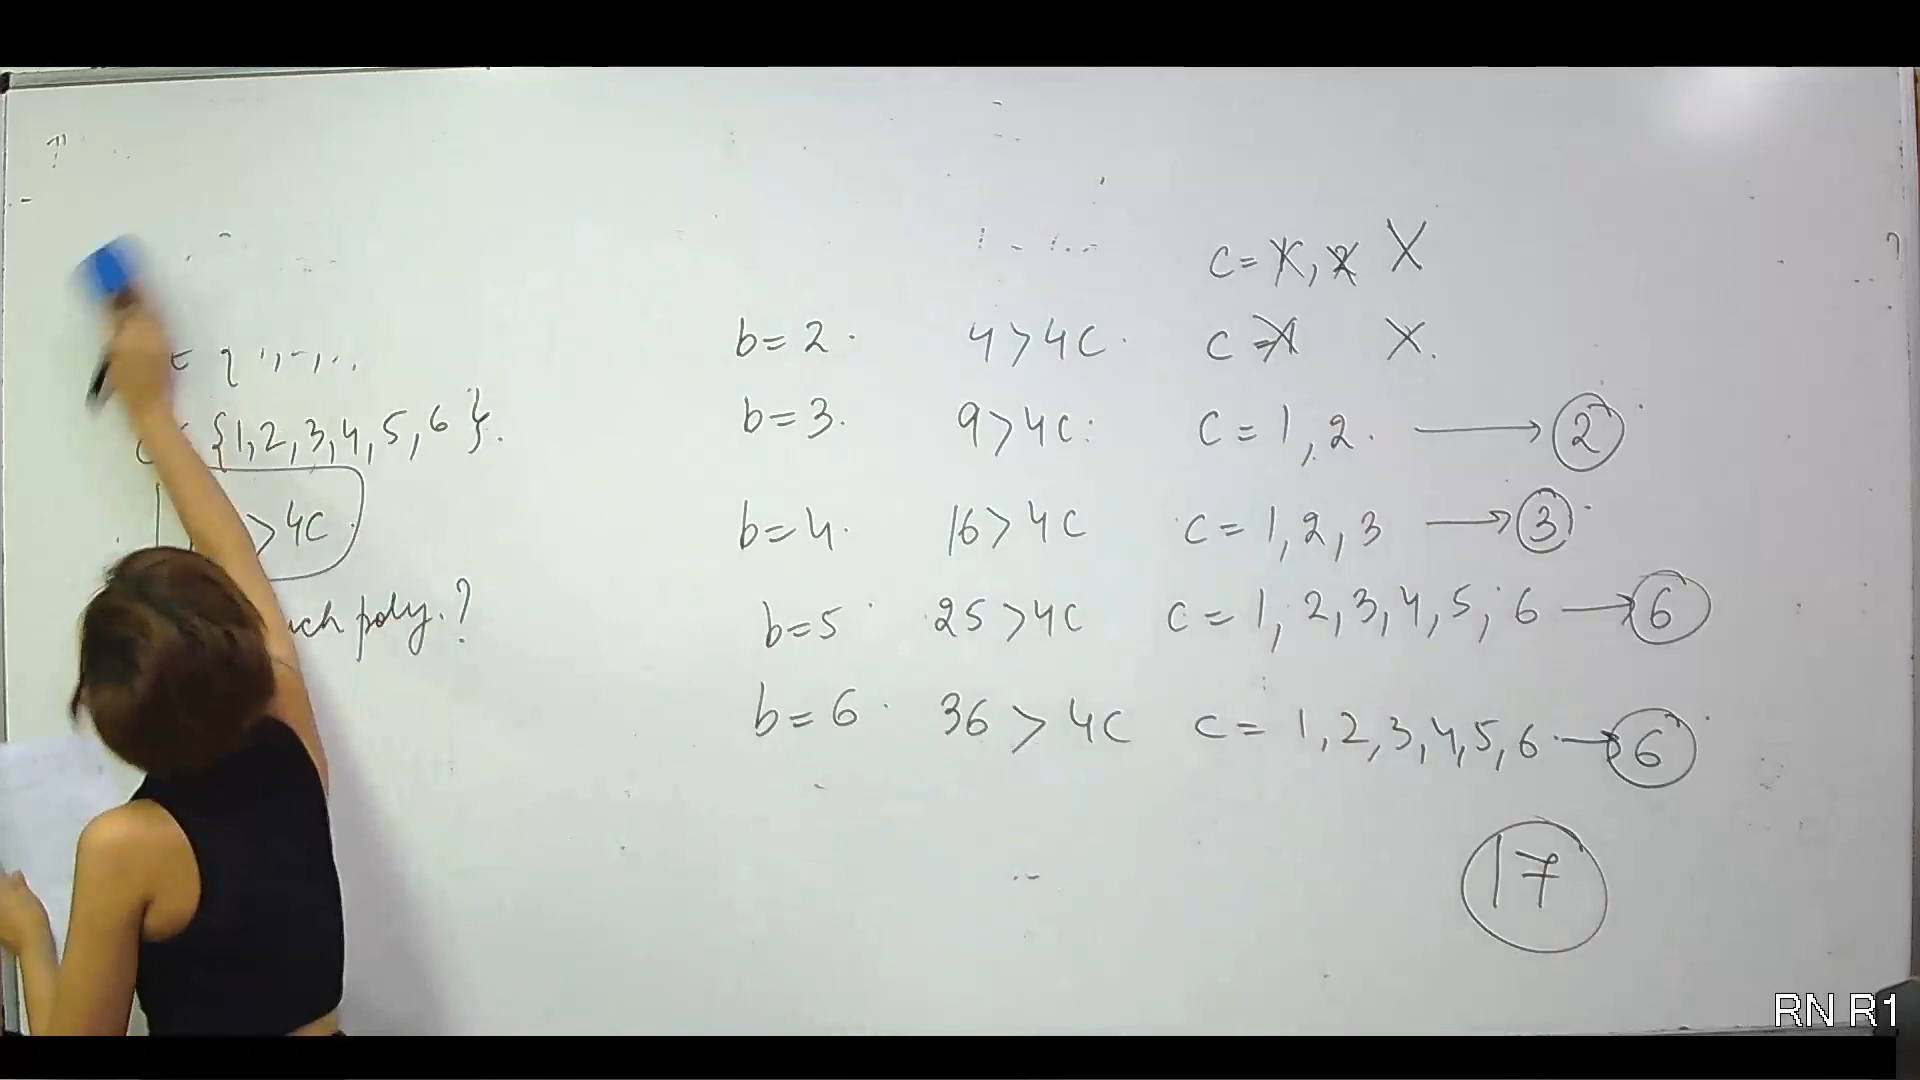 c = 1, 2 X
b = 2. 4 > 4C. c = 1 X.
{1, 2, 3, 4, 5, 6}.
b = 3. 9 > 4C: C = 1, 2. → 2
> 4C
b = 4. 16 > 4C c = 1, 2, 3 → 3
poly.?
b = 5 25 > 4C c = 1, 2, 3, 4, 5, 6 → 6
b = 6. 36 > 4C c = 1, 2, 3, 4, 5, 6 → 6
17
RN R1